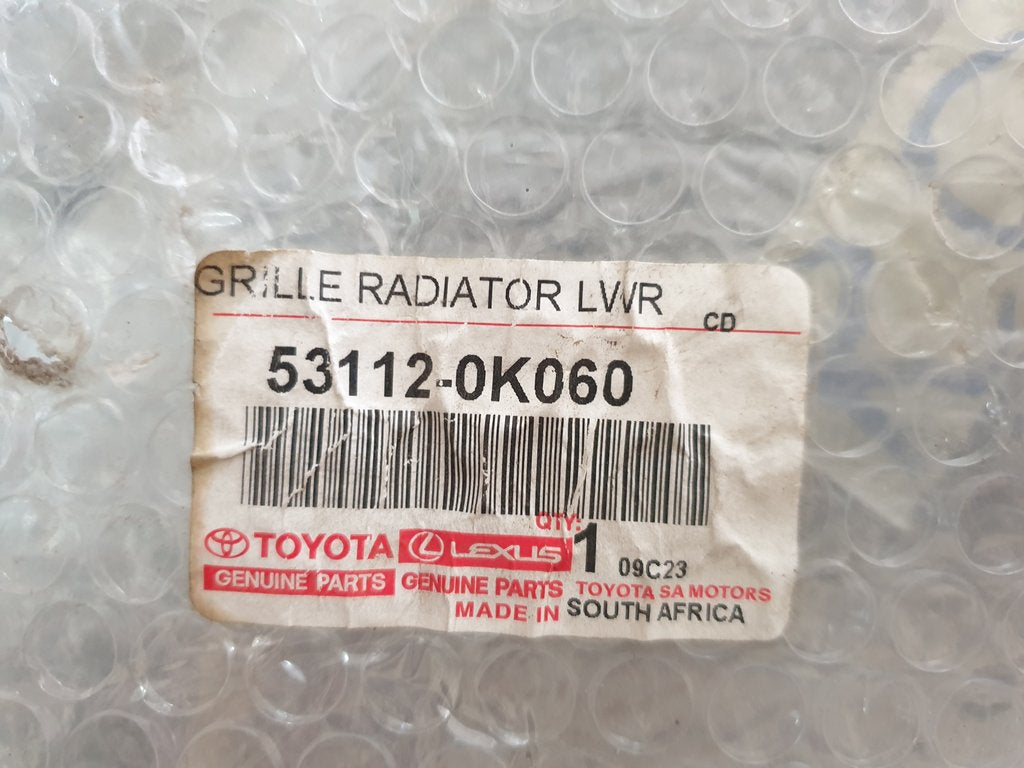 GRILLE RADIATOR LWR
CD
53112-0K060
QTY:
TOYOTA LEXUS 1 09C23
GENUINE PARTS GENUINE PARTS TOYOTA SA MOTORS
MADE IN SOUTH AFRICA